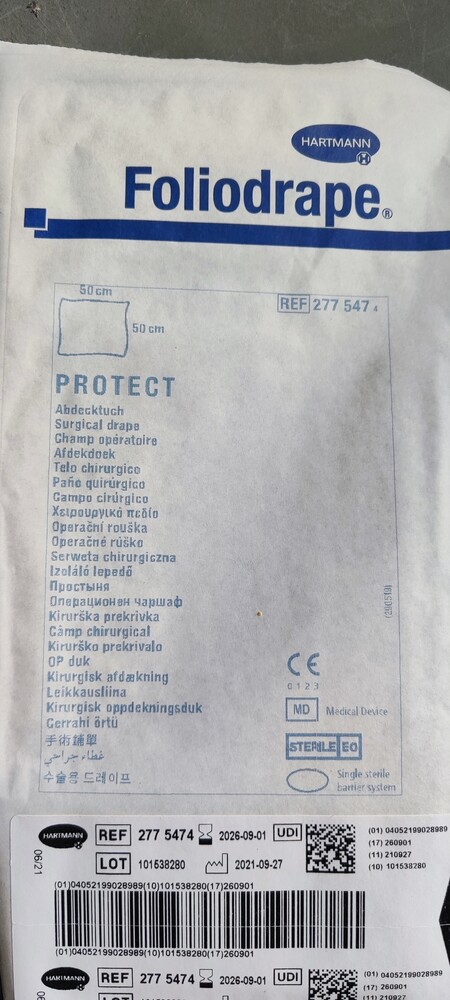 HARTMANN
Foliodrape®
50 cm
50 cm
REF 277 547 4
PROTECT
Abdecktuch
Surgical drape
Champ opératoire
Afdekdoek
Telo chirurgico
Paño quirúrgico
Campo cirúrgico
Χειρουργικό πεδίο
Operační rouška
Operačné rúško
Serweta chirurgiczna
Izoláló lepedő
Простыня
Операционен чаршаф
Kirurška prekrivka
Câmp chirurgical
Kirurško prekrivalo
OP duk
Kirurgisk afdækning
Leikkausliina
Kirurgisk oppdekningsduk
Cerrahi örtü
手術鋪單
غطاء جراحي
수술용 드레이프
CE
0123
MD Medical Device
STERILE EO
Single sterile
barrier system
HARTMANN
06/21
REF 277 5474 2026-09-01 UDI
LOT 101538280 2021-09-27
(01) 04052199028989
(17) 260901
(11) 210927
(10) 101538280
(01)04052199028989(10)101538280(17)260901
(01)04052199028989(10)101538280(17)260901
HARTMANN
REF 277 5474 2026-09-01 UDI
(01) 04052199028989
(17) 260901
(11) 210927